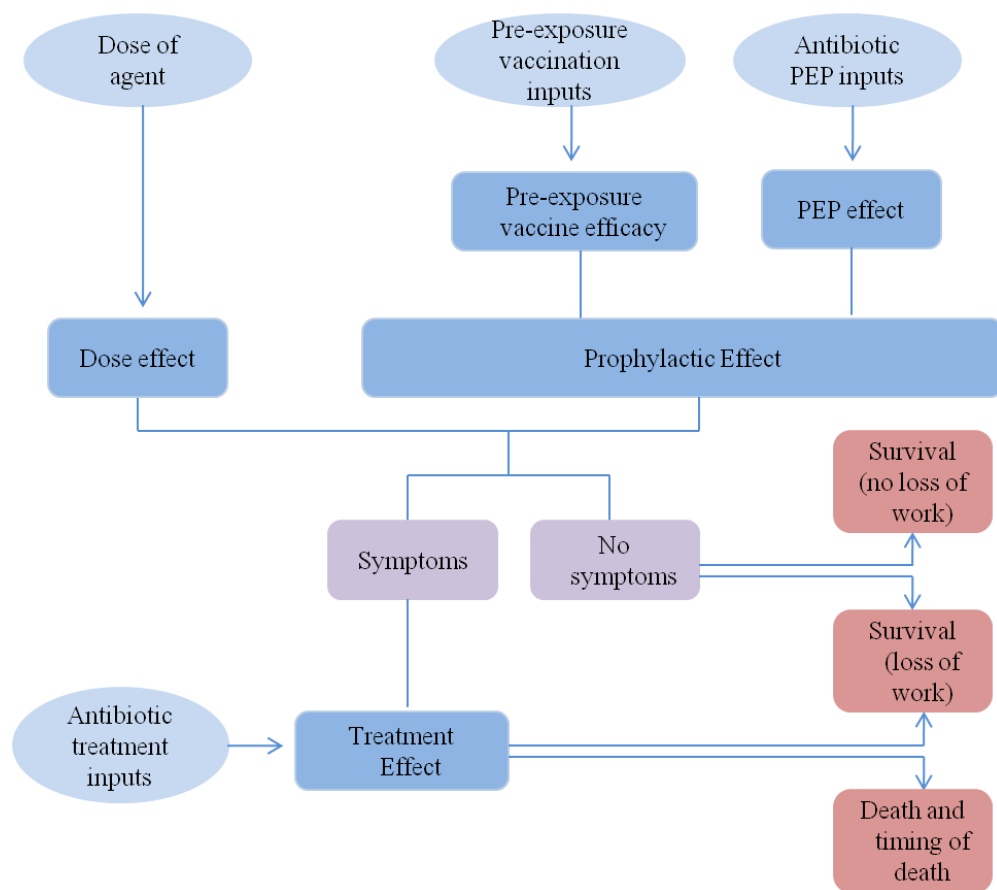 Dose of
agent
Pre-exposure
vaccination
inputs
Antibiotic
PEP inputs
Pre-exposure
vaccine efficacy
PEP effect
Dose effect
Prophylactic Effect
Survival
(no loss of
work)
Symptoms
No
symptoms
Survival
(loss of
work)
Antibiotic
treatment
inputs
Treatment
Effect
Death and
timing of
death